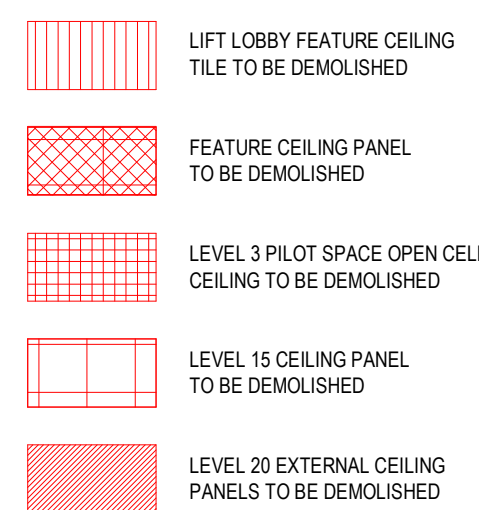 LIFT LOBBY FEATURE CEILING
TILE TO BE DEMOLISHED
FEATURE CEILING PANEL
TO BE DEMOLISHED
LEVEL 3 PILOT SPACE OPEN CELL
CEILING TO BE DEMOLISHED
LEVEL 15 CEILING PANEL
TO BE DEMOLISHED
LEVEL 20 EXTERNAL CEILING
PANELS TO BE DEMOLISHED